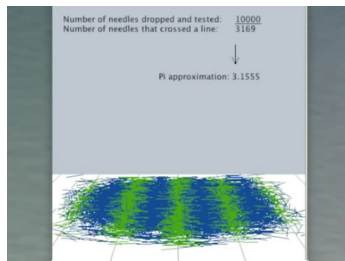 Number of needles dropped and tested: 10000
Number of needles that crossed a line: 3169
Pi approximation: 3.1555